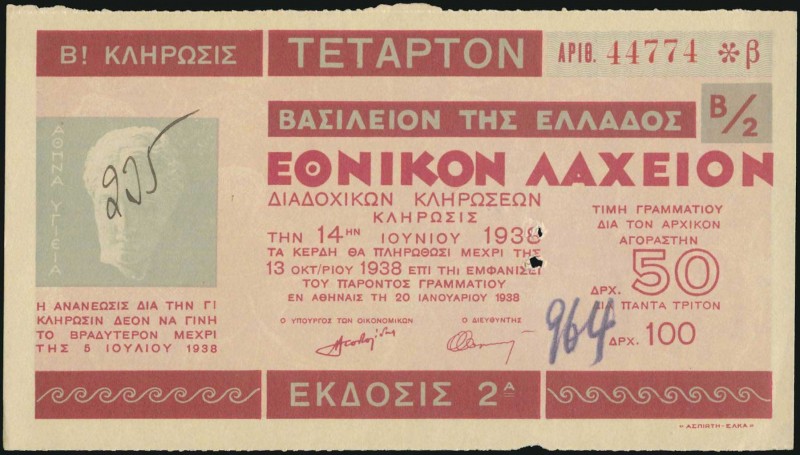 Β! ΚΛΗΡΩΣΙΣ
ΤΕΤΑΡΤΟΝ
ΑΡΙΘ. 44774 *β
ΒΑΣΙΛΕΙΟΝ ΤΗΣ ΕΛΛΑΔΟΣ
Β/2
ΕΘΝΙΚΟΝ ΛΑΧΕΙΟΝ
ΔΙΑΔΟΧΙΚΩΝ ΚΛΗΡΩΣΕΩΝ
ΚΛΗΡΩΣΙΣ
ΤΗΝ 14ΗΝ ΙΟΥΝΙΟΥ 1938
ΤΑ ΚΕΡΔΗ ΘΑ ΠΛΗΡΩΘΩΣΙ ΜΕΧΡΙ ΤΗΣ
13 ΟΚΤ/ΡΙΟΥ 1938 ΕΠΙ ΤΗι ΕΜΦΑΝΙΣΕΙ
ΤΟΥ ΠΑΡΟΝΤΟΣ ΓΡΑΜΜΑΤΙΟΥ
ΕΝ ΑΘΗΝΑΙΣ ΤΗ 20 ΙΑΝΟΥΑΡΙΟΥ 1938
Ο ΥΠΟΥΡΓΟΣ ΤΩΝ ΟΙΚΟΝΟΜΙΚΩΝ
Ο ΔΙΕΥΘΥΝΤΗΣ
ΤΙΜΗ ΓΡΑΜΜΑΤΙΟΥ
ΔΙΑ ΤΟΝ ΑΡΧΙΚΟΝ
ΑΓΟΡΑΣΤΗΝ
ΔΡΧ. 50
ΔΙΑ ΠΑΝΤΑ ΤΡΙΤΟΝ
ΔΡΧ. 100
964
ΑΘΗΝΑ ΥΓΙΕΙΑ
Η ΑΝΑΝΕΩΣΙΣ ΔΙΑ ΤΗΝ Γ!
ΚΛΗΡΩΣΙΝ ΔΕΟΝ ΝΑ ΓΙΝΗ
ΤΟ ΒΡΑΔΥΤΕΡΟΝ ΜΕΧΡΙ
ΤΗΣ 5 ΙΟΥΛΙΟΥ 1938
ΕΚΔΟΣΙΣ 2Α
"ΑΣΠΙΩΤΗ-ΕΛΚΑ"